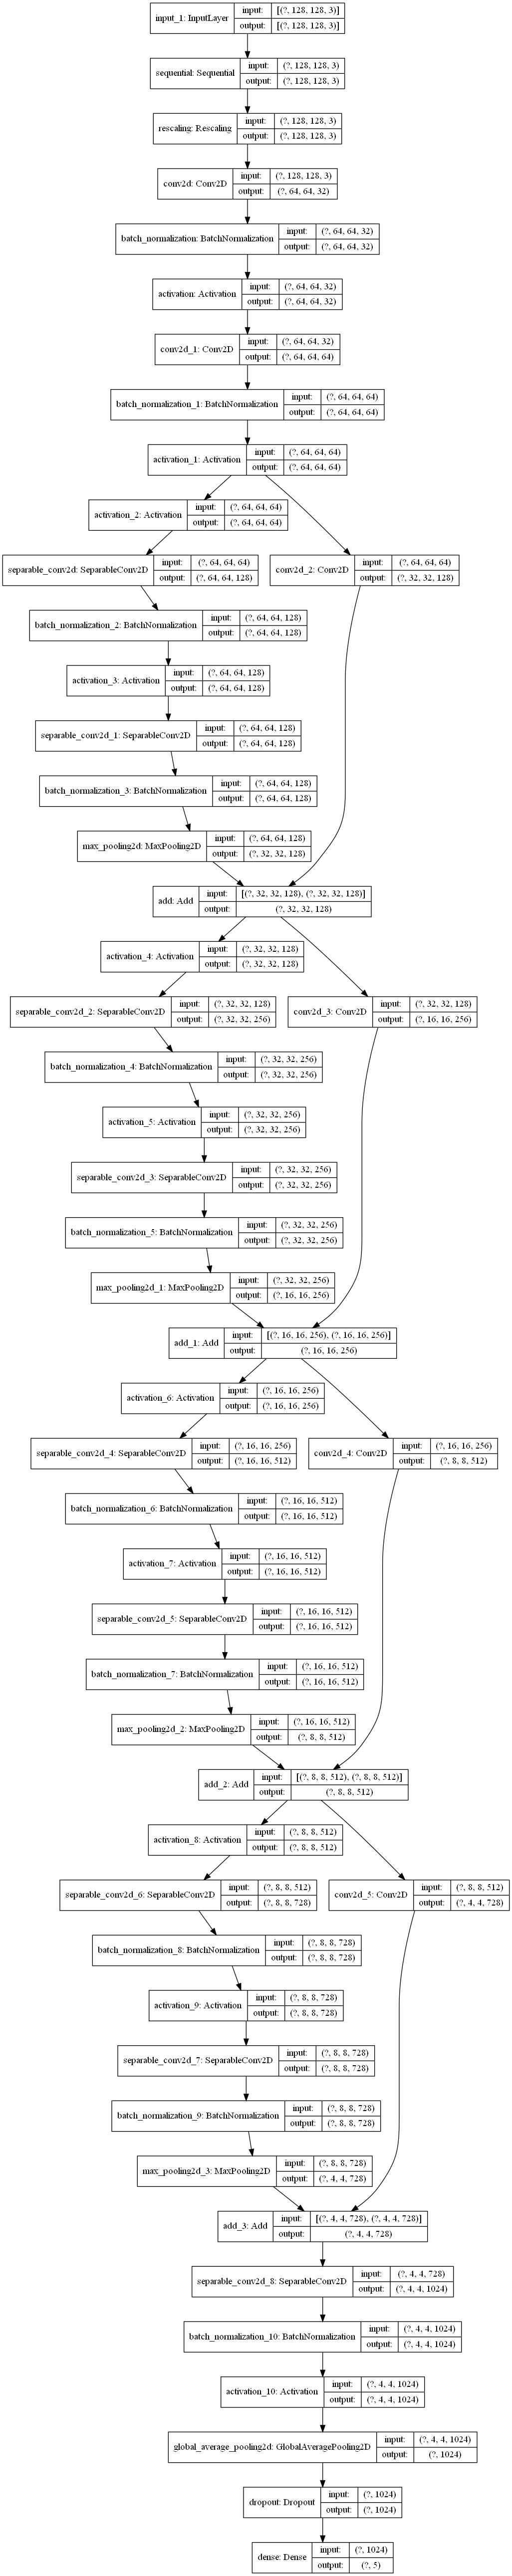 input_1: InputLayer input: [(?, 128, 128, 3)]
output: [(?, 128, 128, 3)]
sequential: Sequential input: (?, 128, 128, 3)
output: (?, 128, 128, 3)
rescaling: Rescaling input: (?, 128, 128, 3)
output: (?, 128, 128, 3)
conv2d: Conv2D input: (?, 128, 128, 3)
output: (?, 64, 64, 32)
batch_normalization: BatchNormalization input: (?, 64, 64, 32)
output: (?, 64, 64, 32)
activation: Activation input: (?, 64, 64, 32)
output: (?, 64, 64, 32)
conv2d_1: Conv2D input: (?, 64, 64, 32)
output: (?, 64, 64, 64)
batch_normalization_1: BatchNormalization input: (?, 64, 64, 64)
output: (?, 64, 64, 64)
activation_1: Activation input: (?, 64, 64, 64)
output: (?, 64, 64, 64)
activation_2: Activation input: (?, 64, 64, 64)
output: (?, 64, 64, 64)
separable_conv2d: SeparableConv2D input: (?, 64, 64, 64)
output: (?, 64, 64, 128)
conv2d_2: Conv2D input: (?, 64, 64, 64)
output: (?, 32, 32, 128)
batch_normalization_2: BatchNormalization input: (?, 64, 64, 128)
output: (?, 64, 64, 128)
activation_3: Activation input: (?, 64, 64, 128)
output: (?, 64, 64, 128)
separable_conv2d_1: SeparableConv2D input: (?, 64, 64, 128)
output: (?, 64, 64, 128)
batch_normalization_3: BatchNormalization input: (?, 64, 64, 128)
output: (?, 64, 64, 128)
max_pooling2d: MaxPooling2D input: (?, 64, 64, 128)
output: (?, 32, 32, 128)
add: Add input: [(?, 32, 32, 128), (?, 32, 32, 128)]
output: (?, 32, 32, 128)
activation_4: Activation input: (?, 32, 32, 128)
output: (?, 32, 32, 128)
separable_conv2d_2: SeparableConv2D input: (?, 32, 32, 128)
output: (?, 32, 32, 256)
conv2d_3: Conv2D input: (?, 32, 32, 128)
output: (?, 16, 16, 256)
batch_normalization_4: BatchNormalization input: (?, 32, 32, 256)
output: (?, 32, 32, 256)
activation_5: Activation input: (?, 32, 32, 256)
output: (?, 32, 32, 256)
separable_conv2d_3: SeparableConv2D input: (?, 32, 32, 256)
output: (?, 32, 32, 256)
batch_normalization_5: BatchNormalization input: (?, 32, 32, 256)
output: (?, 32, 32, 256)
max_pooling2d_1: MaxPooling2D input: (?, 32, 32, 256)
output: (?, 16, 16, 256)
add_1: Add input: [(?, 16, 16, 256), (?, 16, 16, 256)]
output: (?, 16, 16, 256)
activation_6: Activation input: (?, 16, 16, 256)
output: (?, 16, 16, 256)
separable_conv2d_4: SeparableConv2D input: (?, 16, 16, 256)
output: (?, 16, 16, 512)
conv2d_4: Conv2D input: (?, 16, 16, 256)
output: (?, 8, 8, 512)
batch_normalization_6: BatchNormalization input: (?, 16, 16, 512)
output: (?, 16, 16, 512)
activation_7: Activation input: (?, 16, 16, 512)
output: (?, 16, 16, 512)
separable_conv2d_5: SeparableConv2D input: (?, 16, 16, 512)
output: (?, 16, 16, 512)
batch_normalization_7: BatchNormalization input: (?, 16, 16, 512)
output: (?, 16, 16, 512)
max_pooling2d_2: MaxPooling2D input: (?, 16, 16, 512)
output: (?, 8, 8, 512)
add_2: Add input: [(?, 8, 8, 512), (?, 8, 8, 512)]
output: (?, 8, 8, 512)
activation_8: Activation input: (?, 8, 8, 512)
output: (?, 8, 8, 512)
separable_conv2d_6: SeparableConv2D input: (?, 8, 8, 512)
output: (?, 8, 8, 728)
conv2d_5: Conv2D input: (?, 8, 8, 512)
output: (?, 4, 4, 728)
batch_normalization_8: BatchNormalization input: (?, 8, 8, 728)
output: (?, 8, 8, 728)
activation_9: Activation input: (?, 8, 8, 728)
output: (?, 8, 8, 728)
separable_conv2d_7: SeparableConv2D input: (?, 8, 8, 728)
output: (?, 8, 8, 728)
batch_normalization_9: BatchNormalization input: (?, 8, 8, 728)
output: (?, 8, 8, 728)
max_pooling2d_3: MaxPooling2D input: (?, 8, 8, 728)
output: (?, 4, 4, 728)
add_3: Add input: [(?, 4, 4, 728), (?, 4, 4, 728)]
output: (?, 4, 4, 728)
separable_conv2d_8: SeparableConv2D input: (?, 4, 4, 728)
output: (?, 4, 4, 1024)
batch_normalization_10: BatchNormalization input: (?, 4, 4, 1024)
output: (?, 4, 4, 1024)
activation_10: Activation input: (?, 4, 4, 1024)
output: (?, 4, 4, 1024)
global_average_pooling2d: GlobalAveragePooling2D input: (?, 4, 4, 1024)
output: (?, 1024)
dropout: Dropout input: (?, 1024)
output: (?, 1024)
dense: Dense input: (?, 1024)
output: (?, 5)